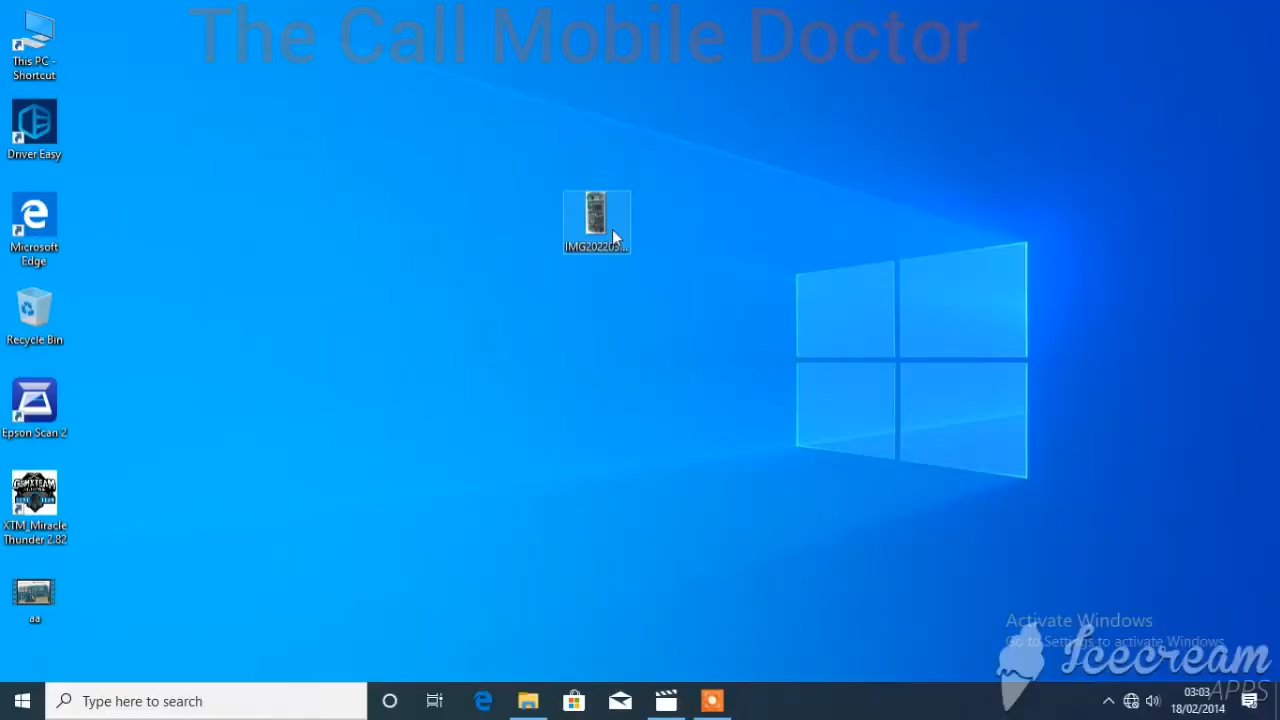 The Call Mobile Doctor
This PC -
Shortcut
Driver Easy
Microsoft
Edge
Recycle Bin
Epson Scan 2
XTM_Miracle
Thunder 2.82
aa
IMG202203...
Activate Windows
Go to Settings to activate Windows.
Icecream
APPS
Type here to search
03:03
18/02/2014